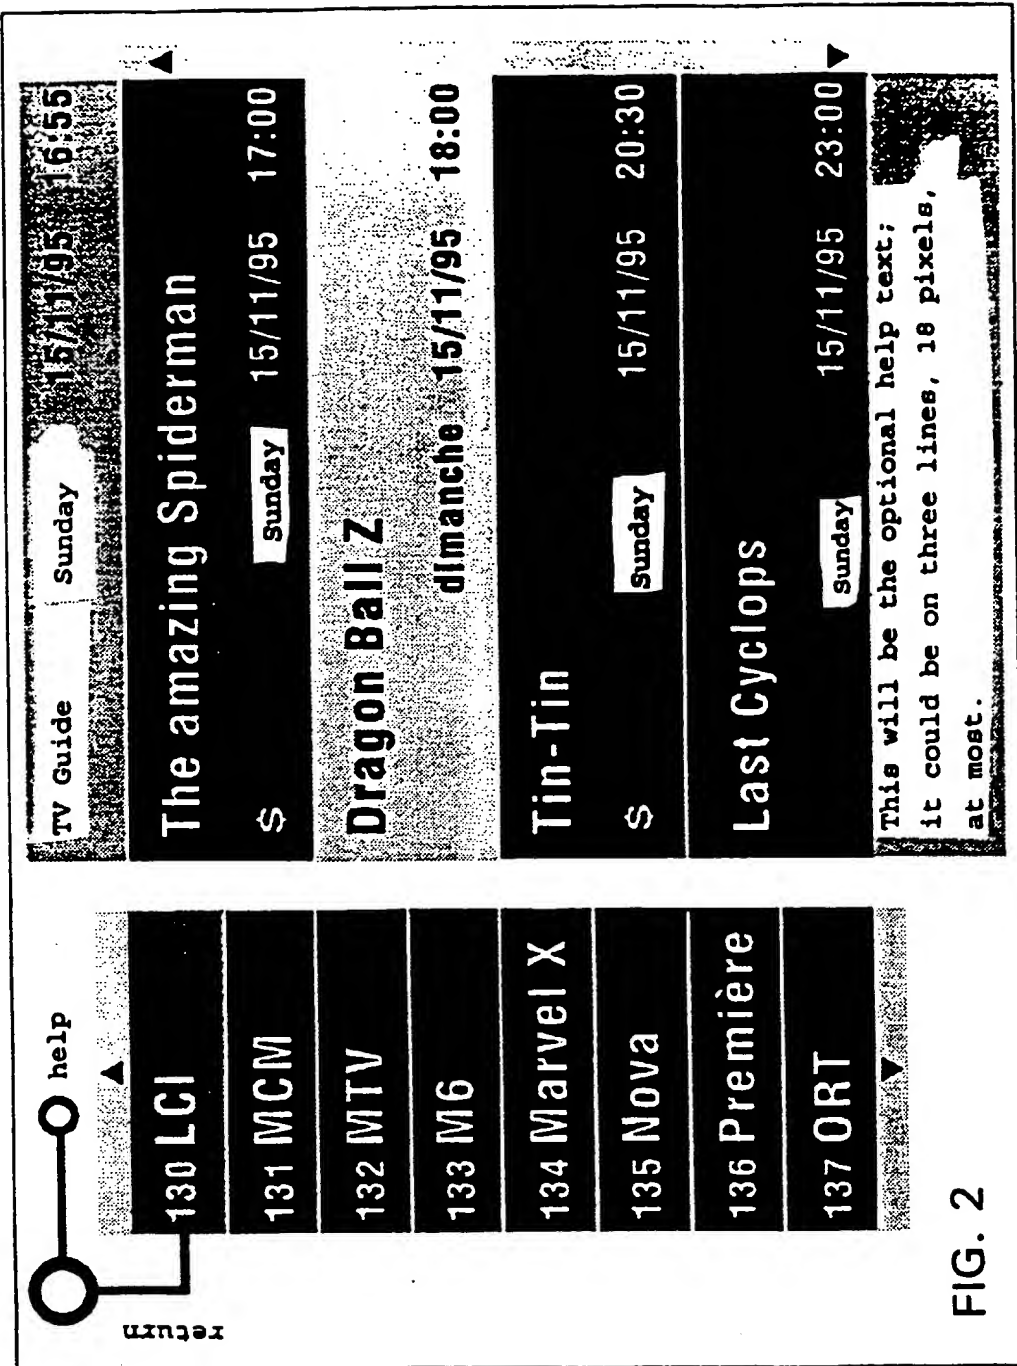 return
help
130 LCI
131 MCM
132 MTV
133 M6
134 Marvel X
135 Nova
136 Première
137 ORT
TV Guide Sunday 15/11/95 16:55
The amazing Spiderman
$ Sunday 15/11/95 17:00
Dragon Ball Z
dimanche 15/11/95 18:00
Tin-Tin
$ Sunday 15/11/95 20:30
Last Cyclops
Sunday 15/11/95 23:00
This will be the optional help text;
it could be on three lines, 18 pixels,
at most.
FIG. 2